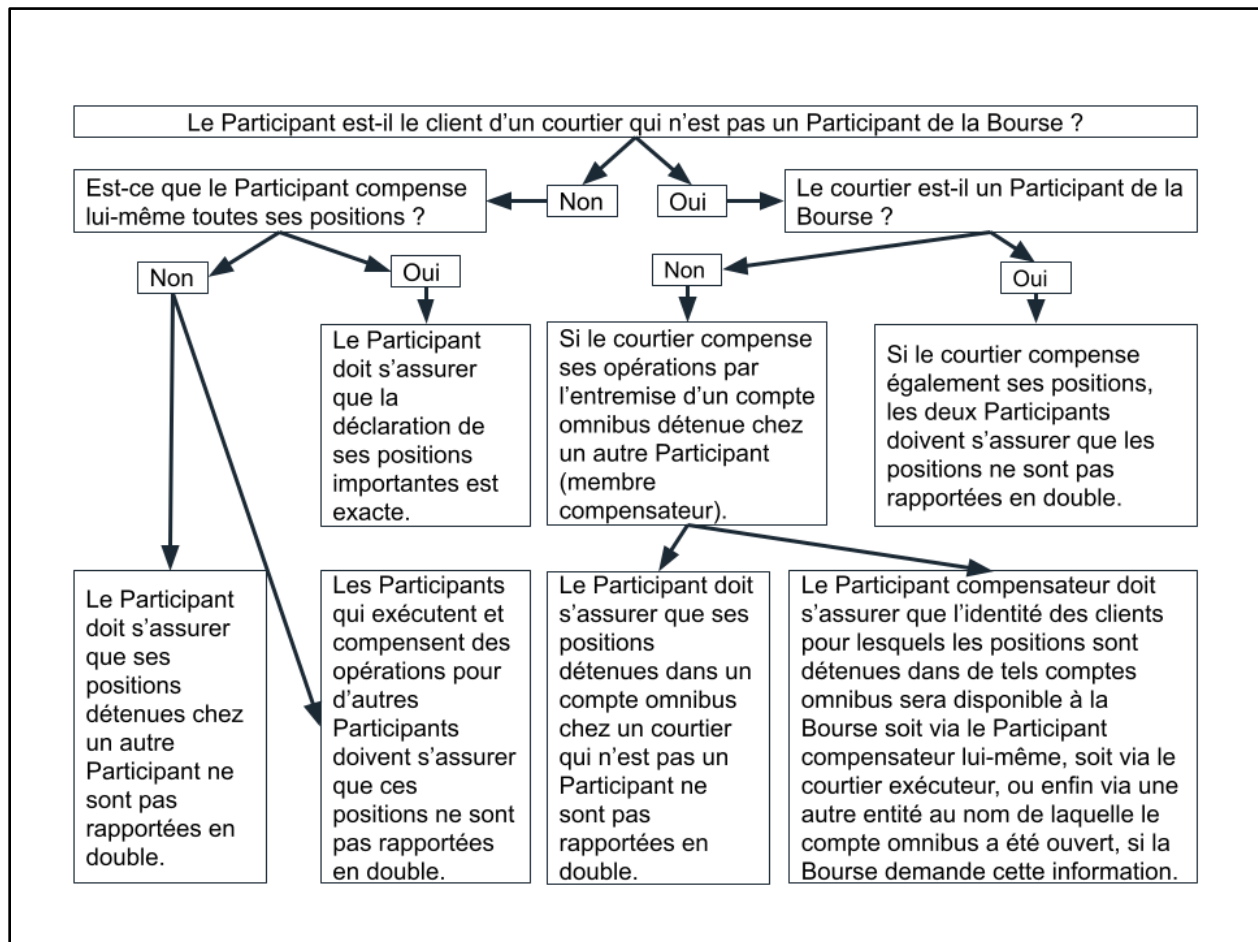 Le Participant est-il le client d’un courtier qui n’est pas un Participant de la Bourse ?
Est-ce que le Participant compense
lui-même toutes ses positions ?
Non
Oui
Le courtier est-il un Participant de la
Bourse ?
Non
Oui
Non
Oui
Le Participant
doit s’assurer
que la
déclaration de
ses positions
importantes est
exacte.
Si le courtier compense
ses opérations par
l’entremise d’un compte
omnibus détenue chez
un autre Participant
(membre
compensateur).
Si le courtier compense
également ses positions,
les deux Participants
doivent s’assurer que les
positions ne sont pas
rapportées en double.
Le Participant
doit s’assurer
que ses
positions
détenues chez
un autre
Participant ne
sont pas
rapportées en
double.
Les Participants
qui exécutent et
compensent des
opérations pour
d’autres
Participants
doivent s’assurer
que ces
positions ne sont
pas rapportées
en double.
Le Participant doit
s’assurer que ses
positions
détenues dans un
compte omnibus
chez un courtier
qui n’est pas un
Participant ne
sont pas
rapportées en
double.
Le Participant compensateur doit
s’assurer que l’identité des clients
pour lesquels les positions sont
détenues dans de tels comptes
omnibus sera disponible à la
Bourse soit via le Participant
compensateur lui-même, soit via le
courtier exécuteur, ou enfin via une
autre entité au nom de laquelle le
compte omnibus a été ouvert, si la
Bourse demande cette information.